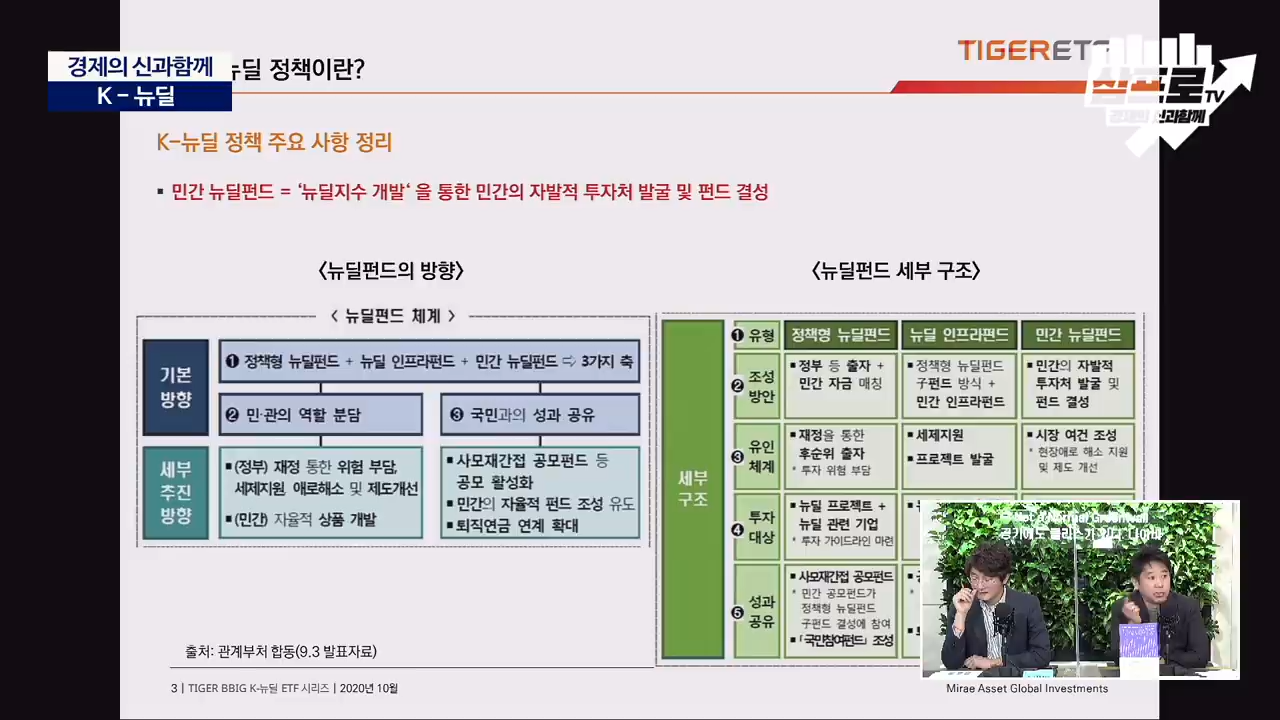 경제의 신과함께
K - 뉴딜
뉴딜 정책이란?
TIGER ETF
삼프로TV
경제의 신과함께
K-뉴딜 정책 주요 사항 정리
▪ 민간 뉴딜펀드 = ‘뉴딜지수 개발‘ 을 통한 민간의 자발적 투자처 발굴 및 펀드 결성
<뉴딜펀드의 방향>
< 뉴딜펀드 체계 >
기본 방향
❶ 정책형 뉴딜펀드 + 뉴딜 인프라펀드 + 민간 뉴딜펀드 ⇨ 3가지 축
❷ 민·관의 역할 분담
❸ 국민과의 성과 공유
세부 추진 방향
▪(정부) 재정 통한 위험 부담,
세제지원, 애로해소 및 제도개선
▪(민간) 자율적 상품 개발
▪사모재간접 공모펀드 등
공모 활성화
▪민간의 자율적 펀드 조성 유도
▪퇴직연금 연계 확대
<뉴딜펀드 세부 구조>
세부 구조
❶ 유형
정책형 뉴딜펀드
뉴딜 인프라펀드
민간 뉴딜펀드
❷ 조성 방안
▪정부 등 출자 +
민간 자금 매칭
▪정책형 뉴딜펀드
子펀드 방식 +
민간 인프라펀드
▪민간의 자발적
투자처 발굴 및
펀드 결성
❸ 유인 체계
▪재정을 통한
후순위 출자
* 투자 위험 부담
▪세제지원
▪프로젝트 발굴
▪시장 여건 조성
* 현장애로 해소 지원
및 제도 개선
❹ 투자 대상
▪뉴딜 프로젝트 +
뉴딜 관련 기업
* 투자 가이드라인 마련
❺ 성과 공유
▪사모재간접 공모펀드
* 민간 공모펀드가
정책형 뉴딜펀드
子펀드 결성에 참여
▪「국민참여펀드」 조성
출처: 관계부처 합동(9.3 발표자료)
3 | TIGER BBIG K-뉴딜 ETF 시리즈 | 2020년 10월
Mirae Asset Global Investments